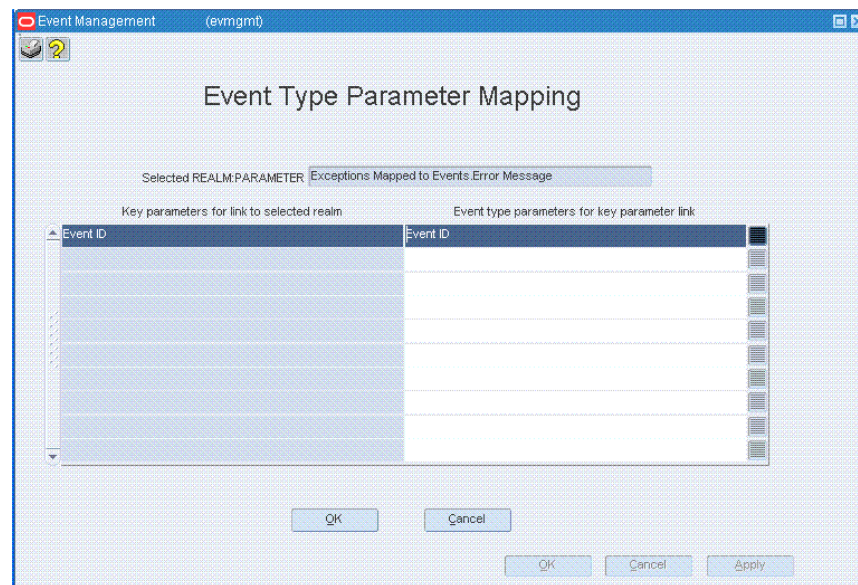 Event Management (evmgmt)
Event Type Parameter Mapping
Selected REALM:PARAMETER Exceptions Mapped to Events.Error Message
Key parameters for link to selected realm Event type parameters for key parameter link
Event ID Event ID
OK Cancel
OK Cancel Apply